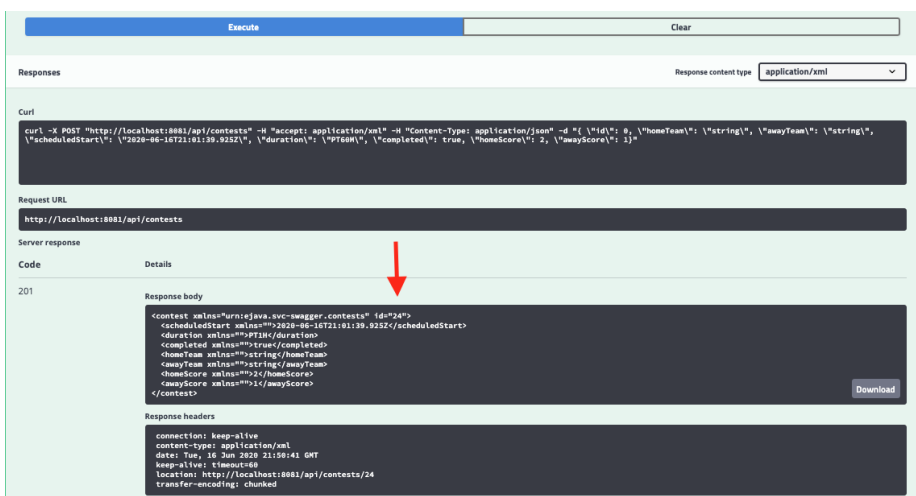 Execute
Clear
Responses
Response content type
application/xml
Curl
curl -X POST "http://localhost:8081/api/contests" -H "accept: application/xml" -H "Content-Type: application/json" -d "{ \"id\": 0, \"homeTeam\": \"string\", \"awayTeam\": \"string\",
\"scheduledStart\": \"2020-06-16T21:01:39.925Z\", \"duration\": \"PT60M\", \"completed\": true, \"homeScore\": 2, \"awayScore\": 1}"
Request URL
http://localhost:8081/api/contests
Server response
Code
Details
201
Response body
<contest xmlns="urn:ejava.svc-swagger.contests" id="24">
<scheduledStart xmlns="">2020-06-16T21:01:39.925Z</scheduledStart>
<duration xmlns="">PT1H</duration>
<completed xmlns="">true</completed>
<homeTeam xmlns="">string</homeTeam>
<awayTeam xmlns="">string</awayTeam>
<homeScore xmlns="">2</homeScore>
<awayScore xmlns="">1</awayScore>
</contest>
Download
Response headers
connection: keep-alive
content-type: application/xml
date: Tue, 16 Jun 2020 21:50:41 GMT
keep-alive: timeout=60
location: http://localhost:8081/api/contests/24
transfer-encoding: chunked